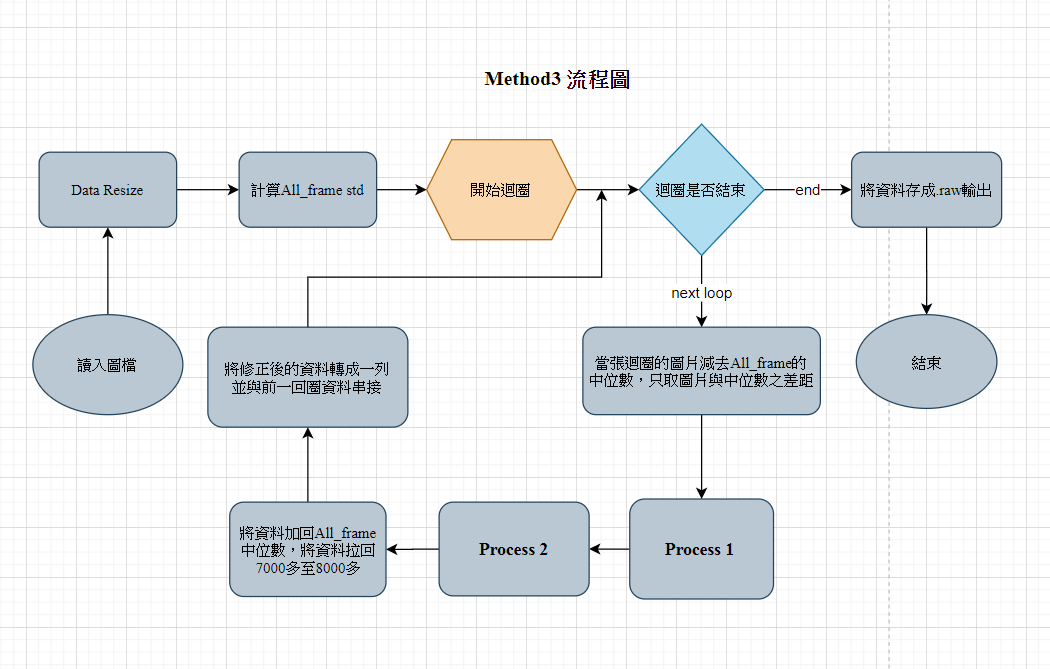 Method3 流程圖
Data Resize
計算All_frame std
開始迴圈
迴圈是否結束
end
將資料存成.raw輸出
next loop
讀入圖檔
將修正後的資料轉成一列
並與前一回圈資料串接
當張迴圈的圖片減去All_frame的
中位數，只取圖片與中位數之差距
結束
將資料加回All_frame
中位數，將資料拉回
7000多至8000多
Process 2
Process 1